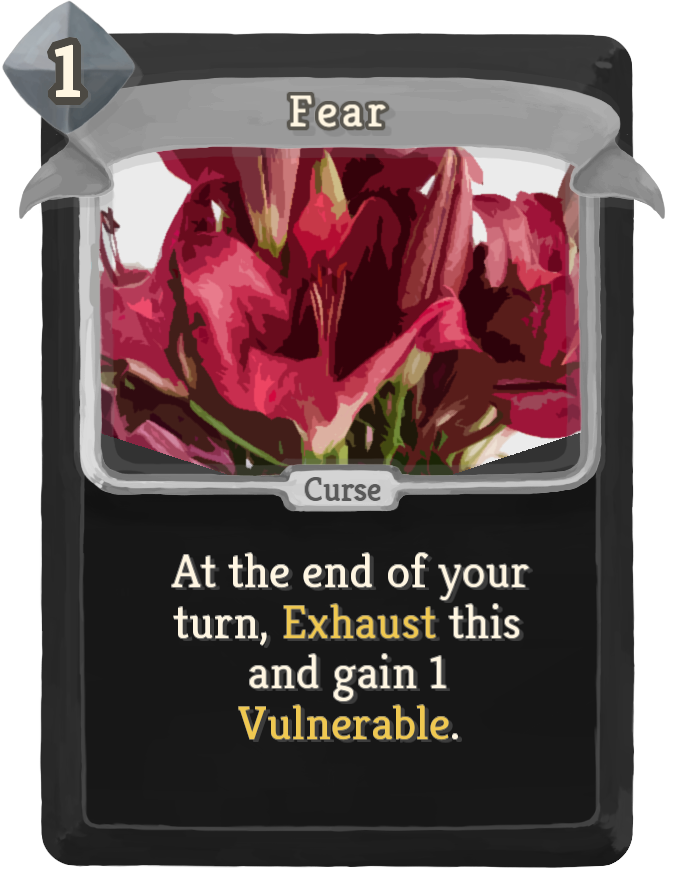 1
Fear
Curse
At the end of your
turn, Exhaust this
and gain 1
Vulnerable.